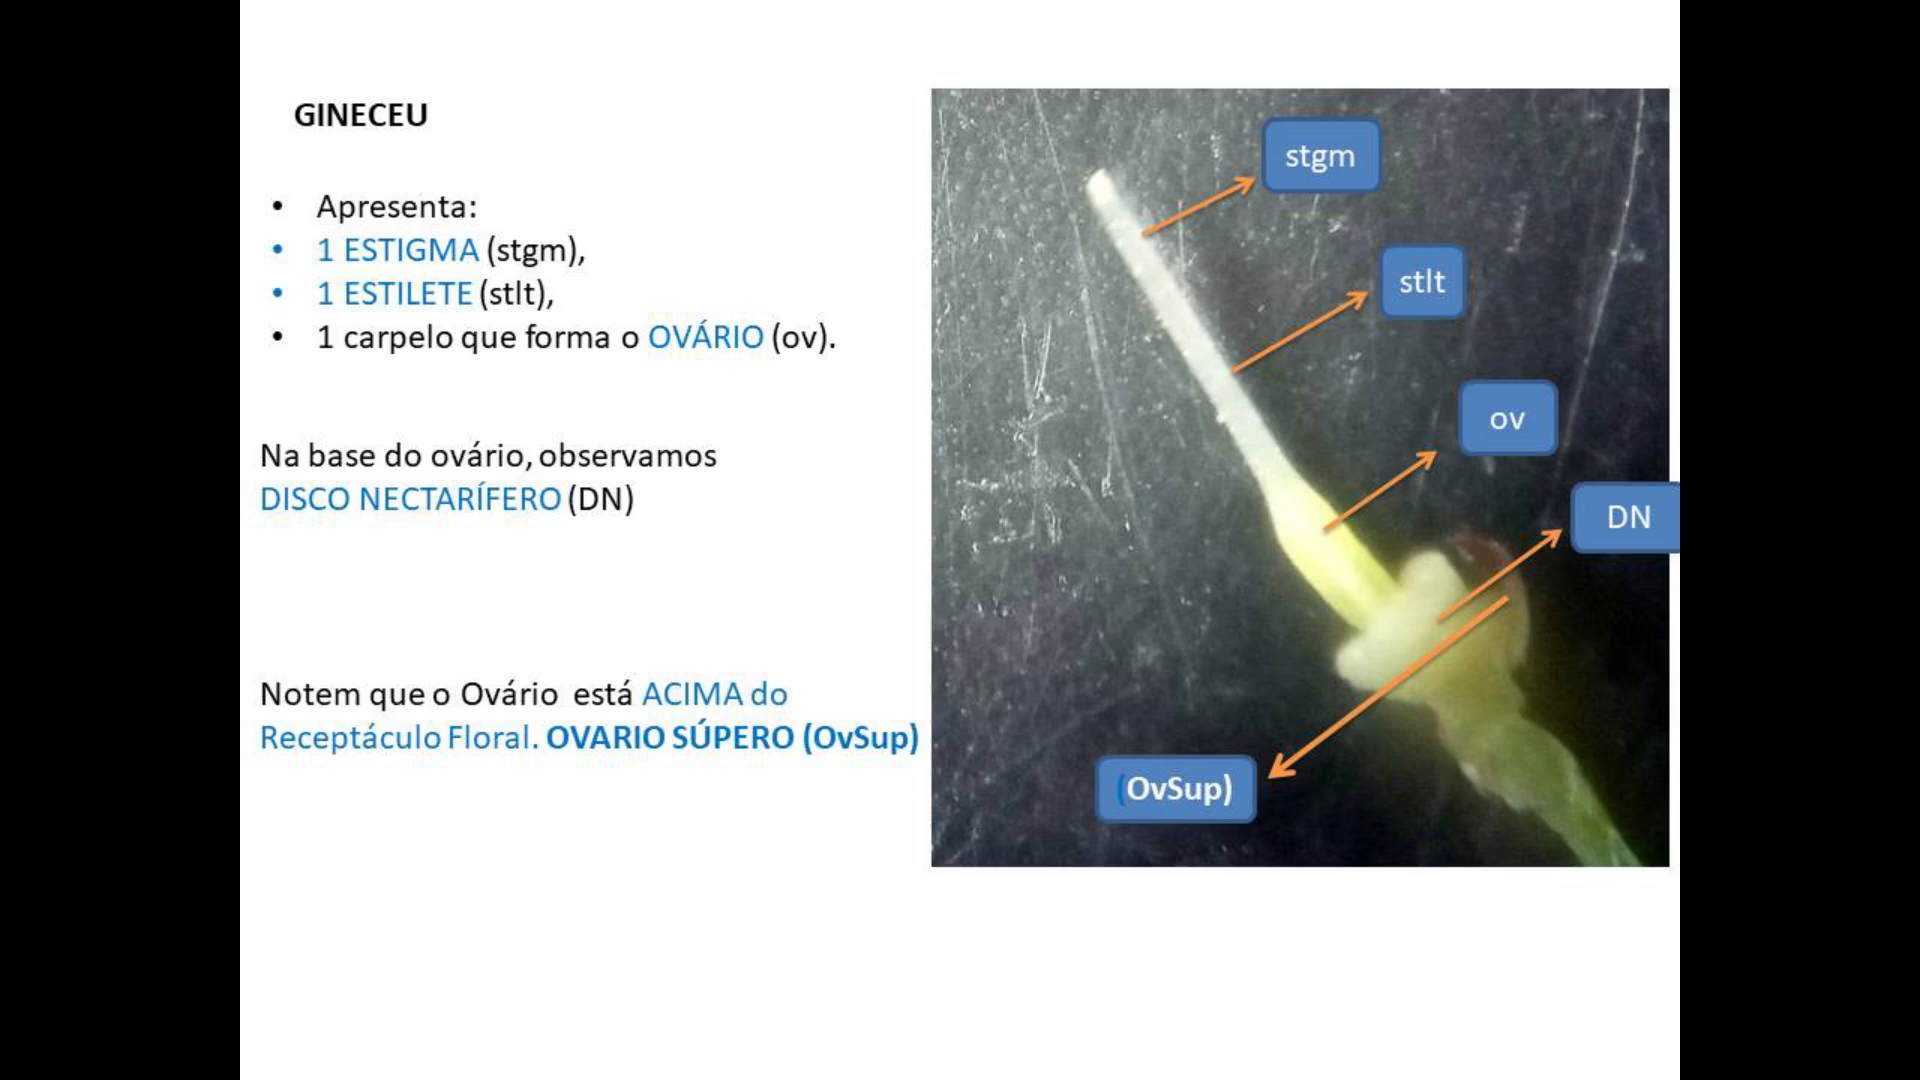 GINECEU
• Apresenta:
• 1 ESTIGMA (stgm),
• 1 ESTILETE (stlt),
• 1 carpelo que forma o OVÁRIO (ov).
Na base do ovário, observamos
DISCO NECTARÍFERO (DN)
Notem que o Ovário está ACIMA do
Receptáculo Floral. OVARIO SÚPERO (OvSup)
stgm
stlt
ov
DN
(OvSup)